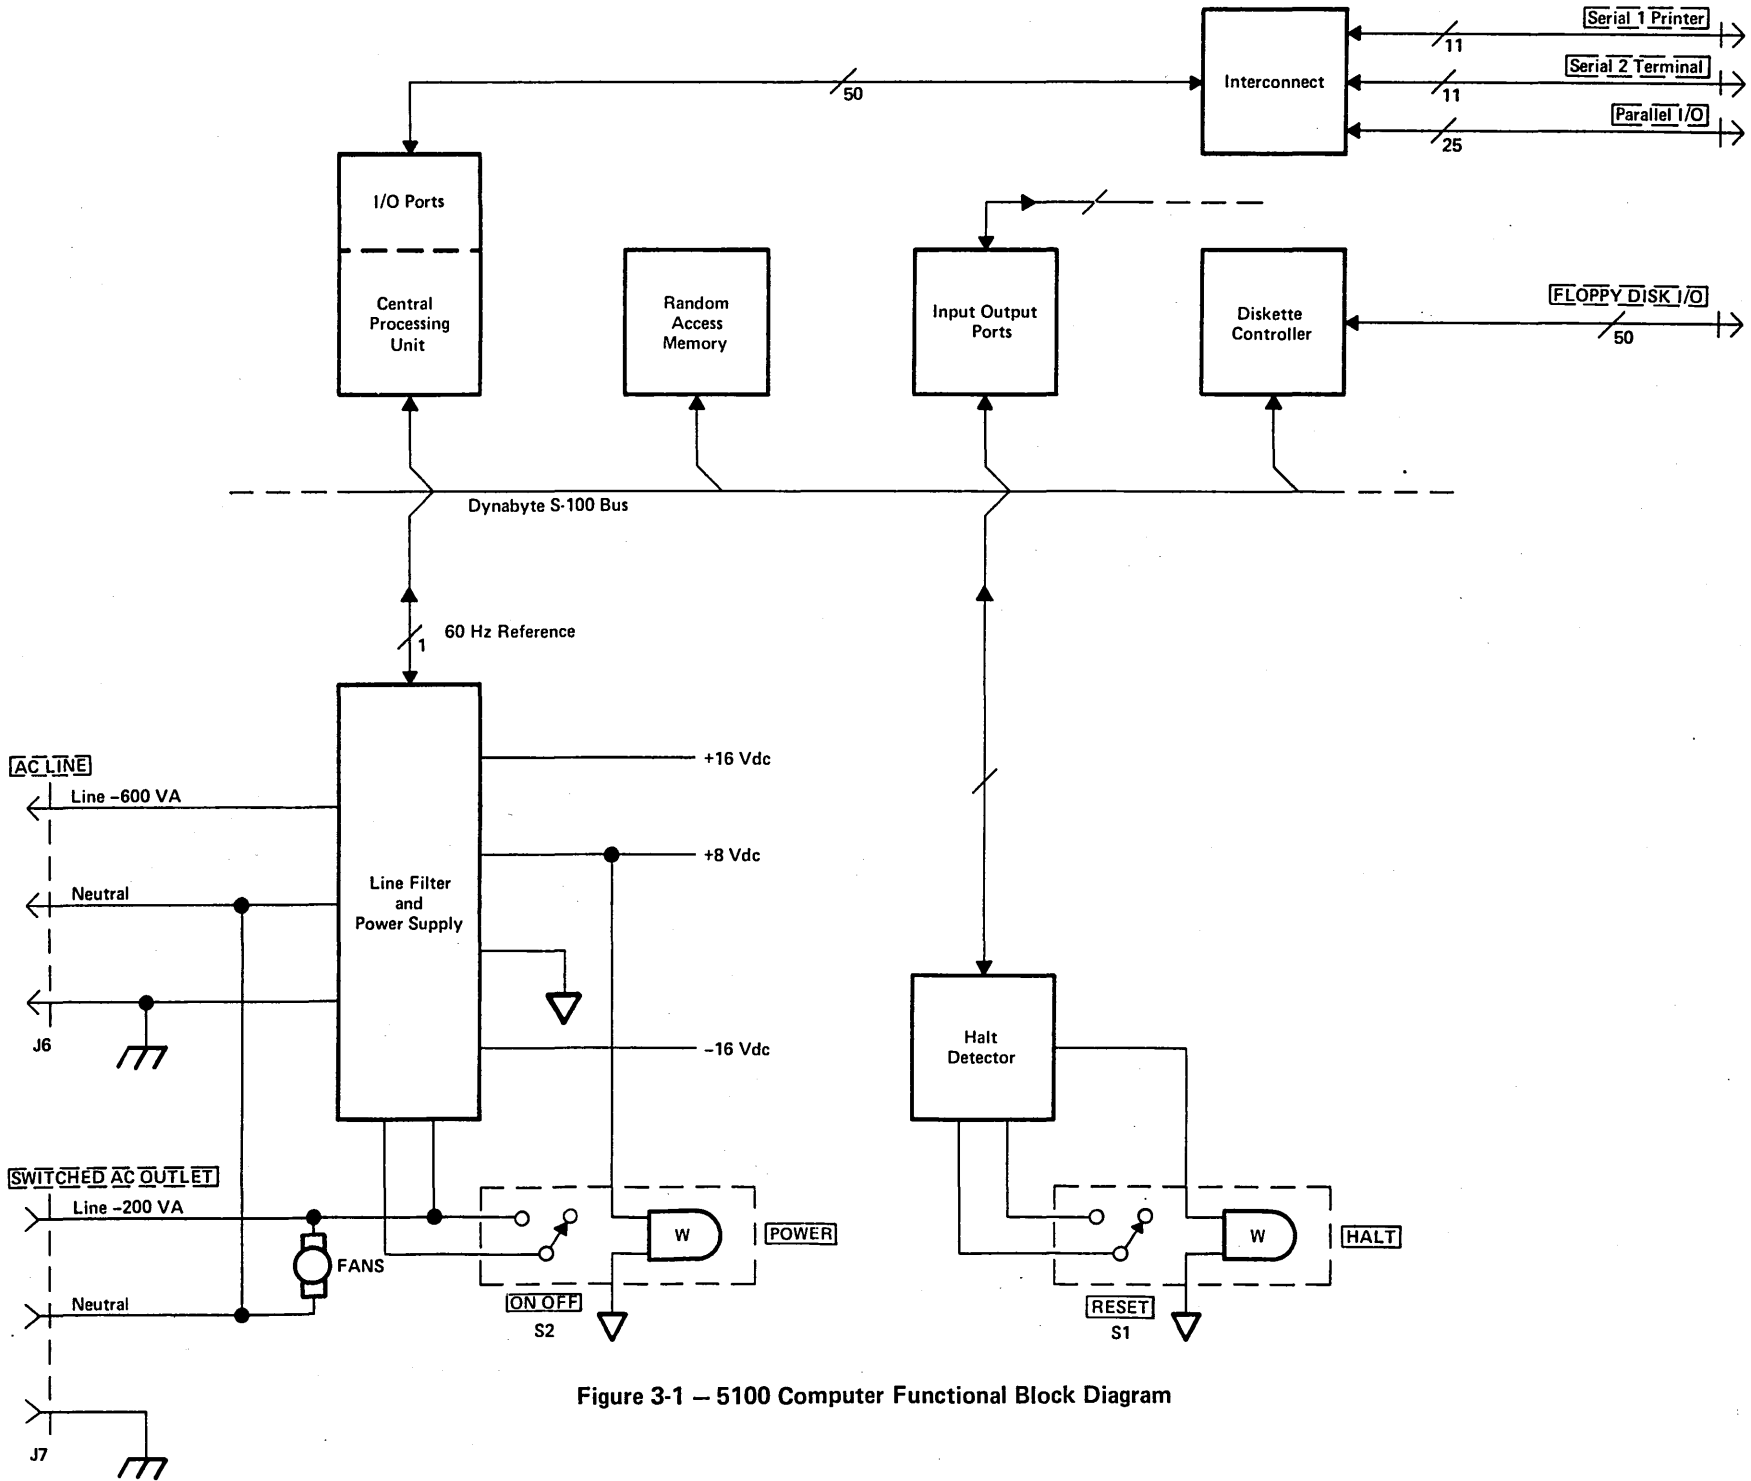 Serial 1 Printer
11
Serial 2 Terminal
11
Parallel I/O
25
Interconnect
50
I/O Ports
Central
Processing
Unit
Random
Access
Memory
Input Output
Ports
Diskette
Controller
FLOPPY DISK I/O
50
Dynabyte S-100 Bus
60 Hz Reference
1
+16 Vdc
+8 Vdc
-16 Vdc
AC LINE
Line -600 VA
Neutral
J6
Line Filter
and
Power Supply
Halt
Detector
SWITCHED AC OUTLET
Line -200 VA
FANS
Neutral
J7
W
POWER
ON OFF
S2
W
HALT
RESET
S1
Figure 3-1 — 5100 Computer Functional Block Diagram